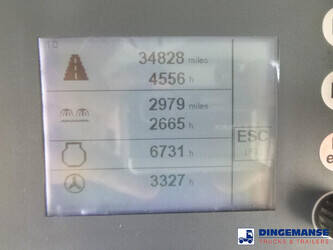 34828 miles
4556 h
2979 miles
2665 h
ESC
6731 h
3327 h
DINGEMANSE
TRUCKS & TRAILERS